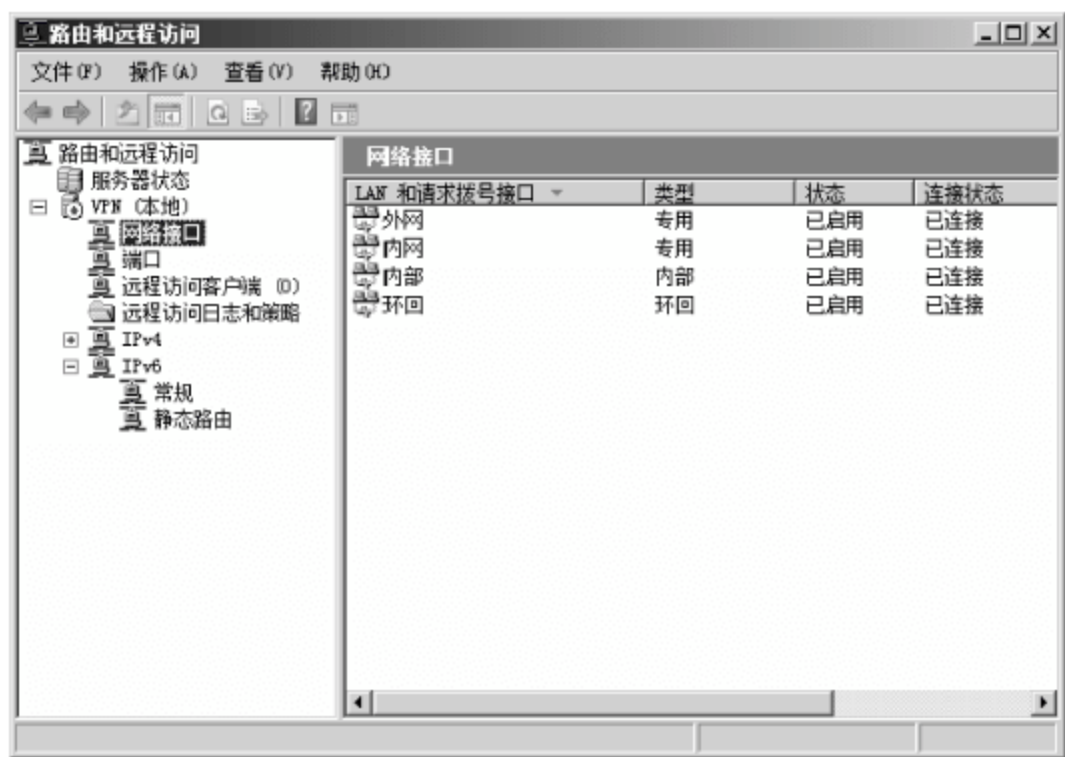 路由和远程访问
文件(F) 操作(A) 查看(V) 帮助(H)
路由和远程访问
服务器状态
VPN (本地)
网络接口
端口
远程访问客户端 (0)
远程访问日志和策略
IPv4
IPv6
常规
静态路由
网络接口
LAN 和请求拨号接口 类型 状态 连接状态
外网 专用 已启用 已连接
内网 专用 已启用 已连接
内部 内部 已启用 已连接
环回 环回 已启用 已连接